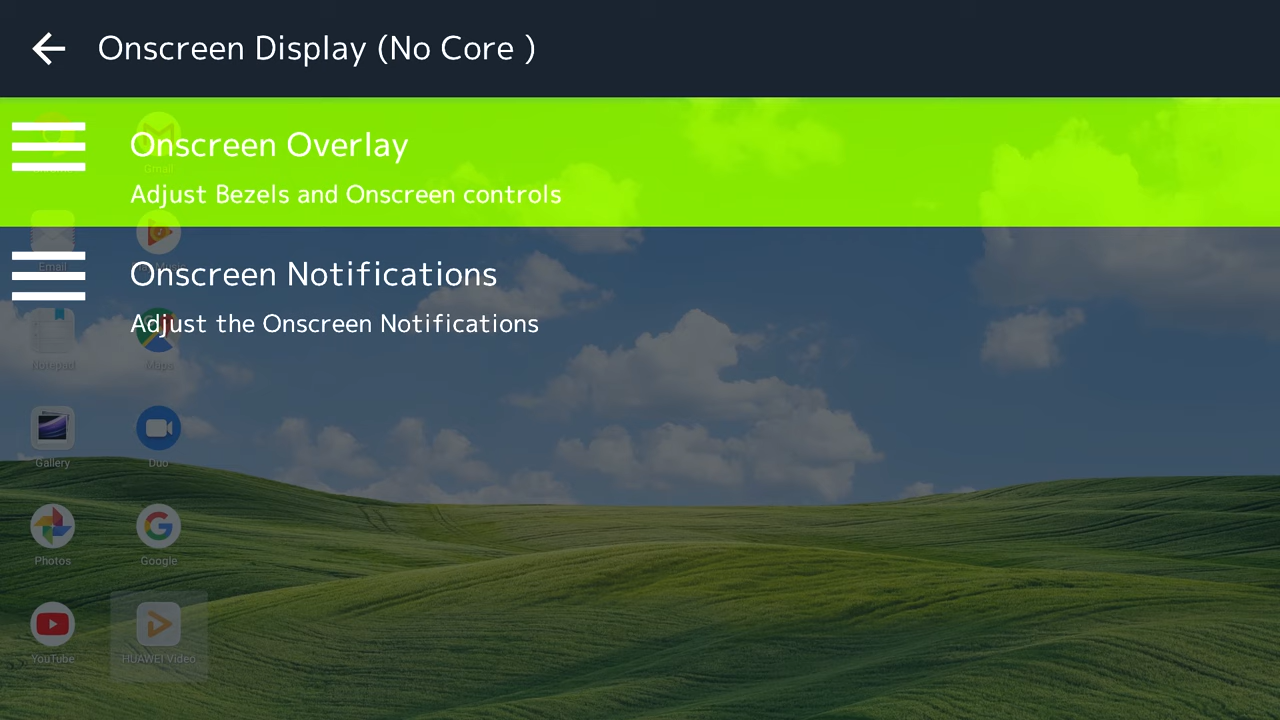 Onscreen Display (No Core )
Onscreen Overlay
Adjust Bezels and Onscreen controls
Gmail
Email
Onscreen Notifications
Adjust the Onscreen Notifications
Notepad
Maps
Gallery
Duo
Photos
Google
YouTube
HUAWEI Video